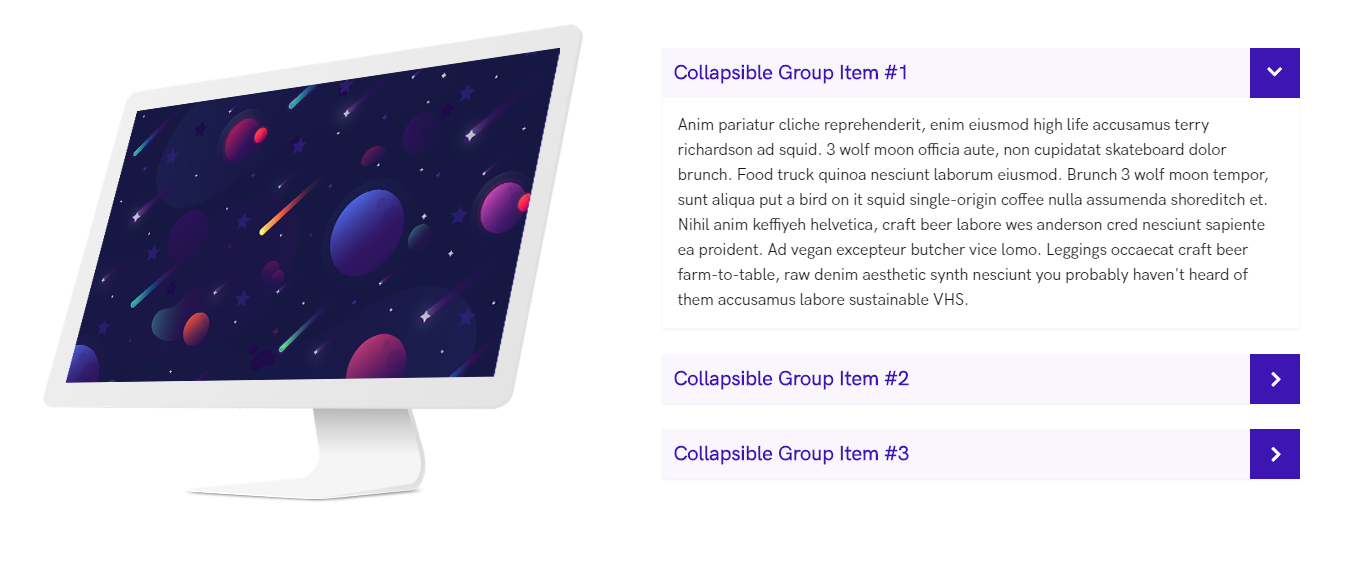 Collapsible Group Item #1
Anim pariatur cliche reprehenderit, enim eiusmod high life accusamus terry
richardson ad squid. 3 wolf moon officia aute, non cupidatat skateboard dolor
brunch. Food truck quinoa nesciunt laborum eiusmod. Brunch 3 wolf moon tempor,
sunt aliqua put a bird on it squid single-origin coffee nulla assumenda shoreditch et.
Nihil anim keffiyeh helvetica, craft beer labore wes anderson cred nesciunt sapiente
ea proident. Ad vegan excepteur butcher vice lomo. Leggings occaecat craft beer
farm-to-table, raw denim aesthetic synth nesciunt you probably haven't heard of
them accusamus labore sustainable VHS.
Collapsible Group Item #2
Collapsible Group Item #3